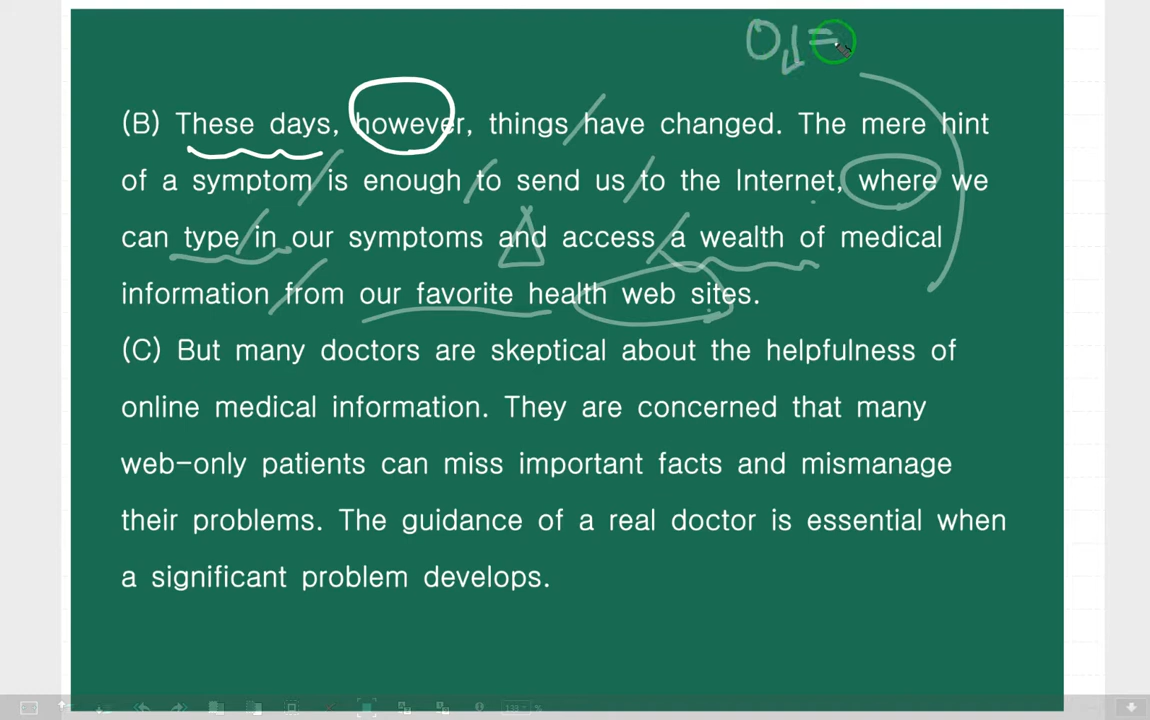 (B) These days, however, things have changed. The mere hint
of a symptom is enough to send us to the Internet, where we
can type in our symptoms and access a wealth of medical
information from our favorite health web sites.
(C) But many doctors are skeptical about the helpfulness of
online medical information. They are concerned that many
web-only patients can miss important facts and mismanage
their problems. The guidance of a real doctor is essential when
a significant problem develops.